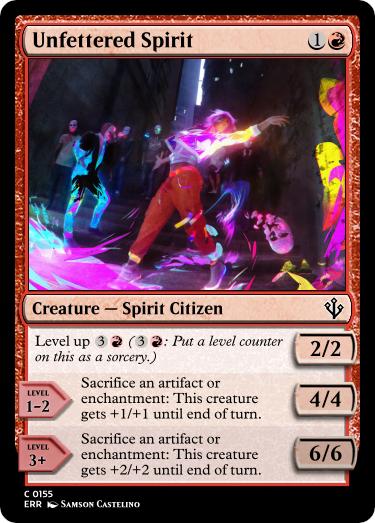 Unfettered Spirit 1
Creature — Spirit Citizen
Level up 3 (3 : Put a level counter
on this as a sorcery.)
2/2
LEVEL
1-2
Sacrifice an artifact or
enchantment: This creature
gets +1/+1 until end of turn.
4/4
LEVEL
3+
Sacrifice an artifact or
enchantment: This creature
gets +2/+2 until end of turn.
6/6
C 0155
ERR Samson Castelino